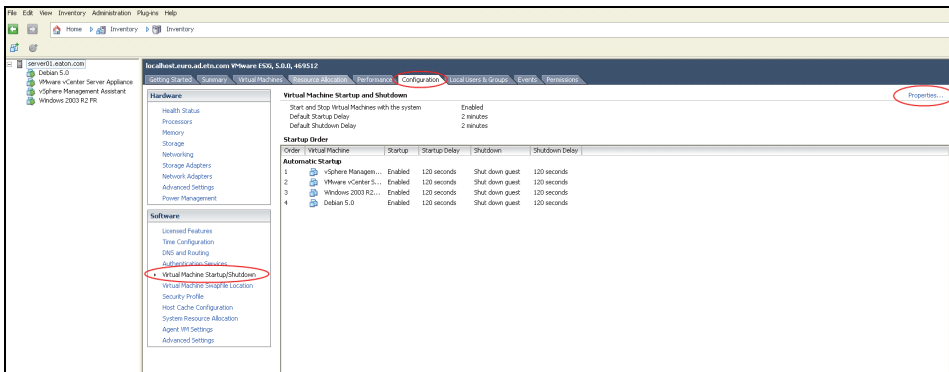 File Edit View Inventory Administration Plug-ins Help
Home Inventory Inventory
server01.eaton.com
Debian 5.0
VMware vCenter Server Appliance
vSphere Management Assistant
Windows 2003 R2 FR
localhost.euro.ad.etn.com VMware ESXi, 5.0.0, 469512
Getting Started Summary Virtual Machines Resource Allocation Performance Configuration Local Users & Groups Events Permissions
Hardware
Health Status
Processors
Memory
Storage
Networking
Storage Adapters
Network Adapters
Advanced Settings
Power Management
Software
Licensed Features
Time Configuration
DNS and Routing
Authentication Services
Virtual Machine Startup/Shutdown
Virtual Machine Swapfile Location
Security Profile
Host Cache Configuration
System Resource Allocation
Agent VM Settings
Advanced Settings
Virtual Machine Startup and Shutdown Properties...
Start and Stop Virtual Machines with the system Enabled
Default Startup Delay 2 minutes
Default Shutdown Delay 2 minutes
Startup Order
Order Virtual Machine Startup Startup Delay Shutdown Shutdown Delay
Automatic Startup
1 vSphere Managem... Enabled 120 seconds Shut down guest 120 seconds
2 VMware vCenter S... Enabled 120 seconds Shut down guest 120 seconds
3 Windows 2003 R2... Enabled 120 seconds Shut down guest 120 seconds
4 Debian 5.0 Enabled 120 seconds Shut down guest 120 seconds